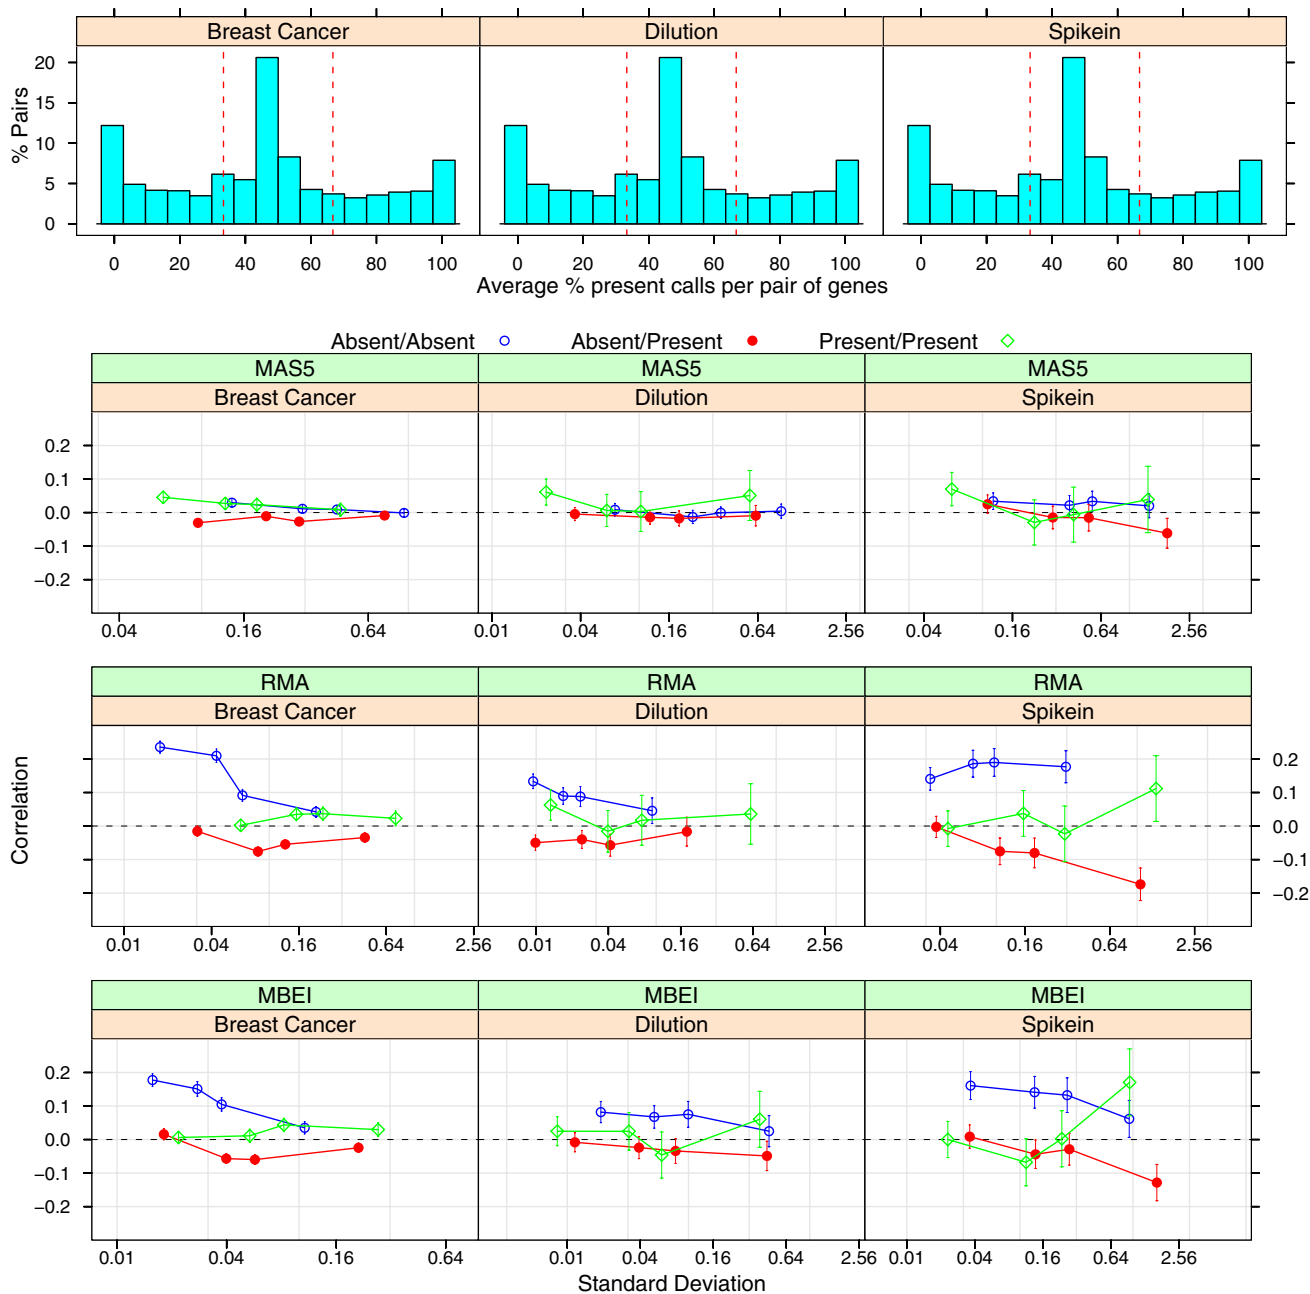 Breast Cancer Dilution Spikein
% Pairs
20
15
10
5
0
0 20 40 60 80 100 0 20 40 60 80 100 0 20 40 60 80 100
Average % present calls per pair of genes
Absent/Absent Absent/Present Present/Present
MAS5 MAS5 MAS5
Breast Cancer Dilution Spikein
0.2
0.1
0.0
−0.1
−0.2
0.04 0.16 0.64 0.01 0.04 0.16 0.64 2.56 0.04 0.16 0.64 2.56
RMA RMA RMA
Breast Cancer Dilution Spikein
Correlation
0.2
0.1
0.0
−0.1
−0.2
0.01 0.04 0.16 0.64 2.56 0.01 0.04 0.16 0.64 2.56 0.04 0.16 0.64 2.56
MBEI MBEI MBEI
Breast Cancer Dilution Spikein
0.2
0.1
0.0
−0.1
−0.2
0.01 0.04 0.16 0.64 0.01 0.04 0.16 0.64 2.56 0.01 0.04 0.16 0.64 2.56
Standard Deviation